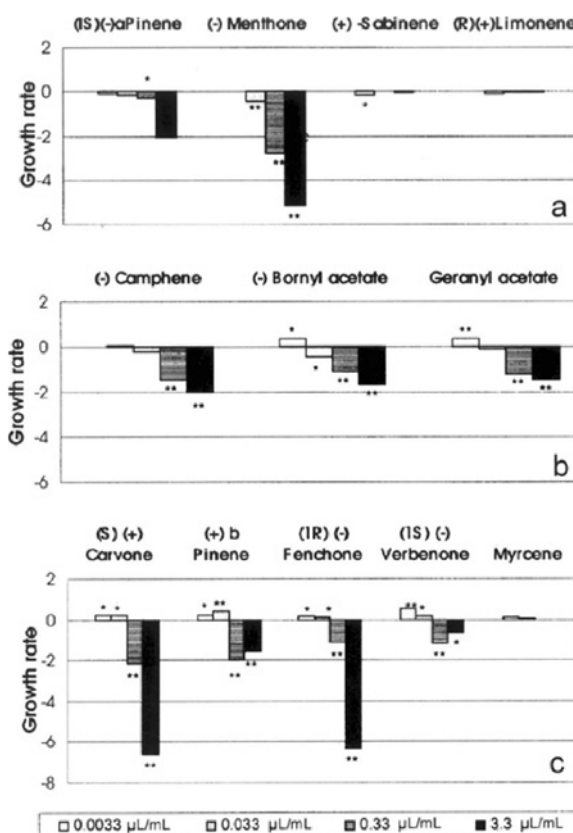 (IS)(-)aPinene (-) Menthone (+) -Sabinene (R)(+)Limonene
2
0
-2
-4
-6
Growth rate
* ** ** ** *
a
(-) Camphene (-) Bornyl acetate Geranyl acetate
2
0
-2
-4
-6
Growth rate
** ** * * ** ** ** ** **
b
(S) (+) (+) b (IR) (-) (IS) (-)
Carvone Pinene Fenchone Verbenone Myrcene
2
0
-2
-4
-6
-8
Growth rate
* * ** ** * ** ** ** * * ** ** ** * ** *
c
0.0033 µL/mL 0.033 µL/mL 0.33 µL/mL 3.3 µL/mL